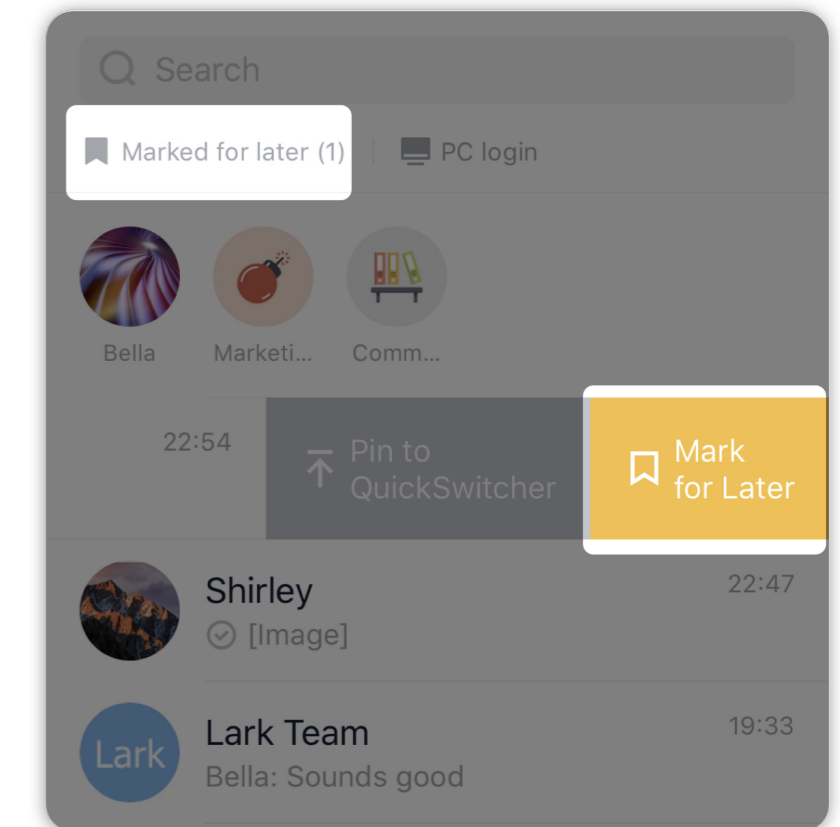 Search
Marked for later (1)
PC login
Bella
Marketi...
Comm...
22:54
Pin to
QuickSwitcher
Mark
for Later
Shirley
22:47
[Image]
Lark
Lark Team
19:33
Bella: Sounds good